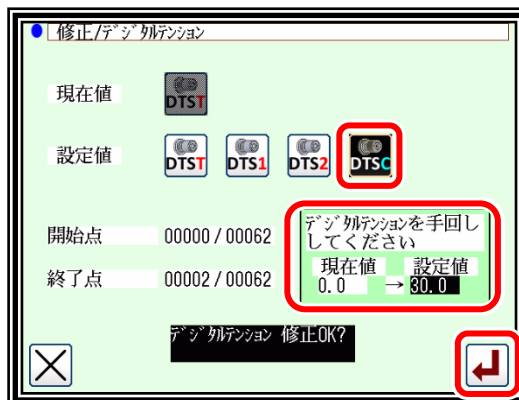 修正/デジタルテンション
現在値
DTST
設定値
DTST DTS1 DTS2 DTSC
開始点 00000 / 00062
終了点 00002 / 00062
デジタルテンションを手回し
してください
現在値 設定値
0.0 → 30.0
デジタルテンション 修正OK?